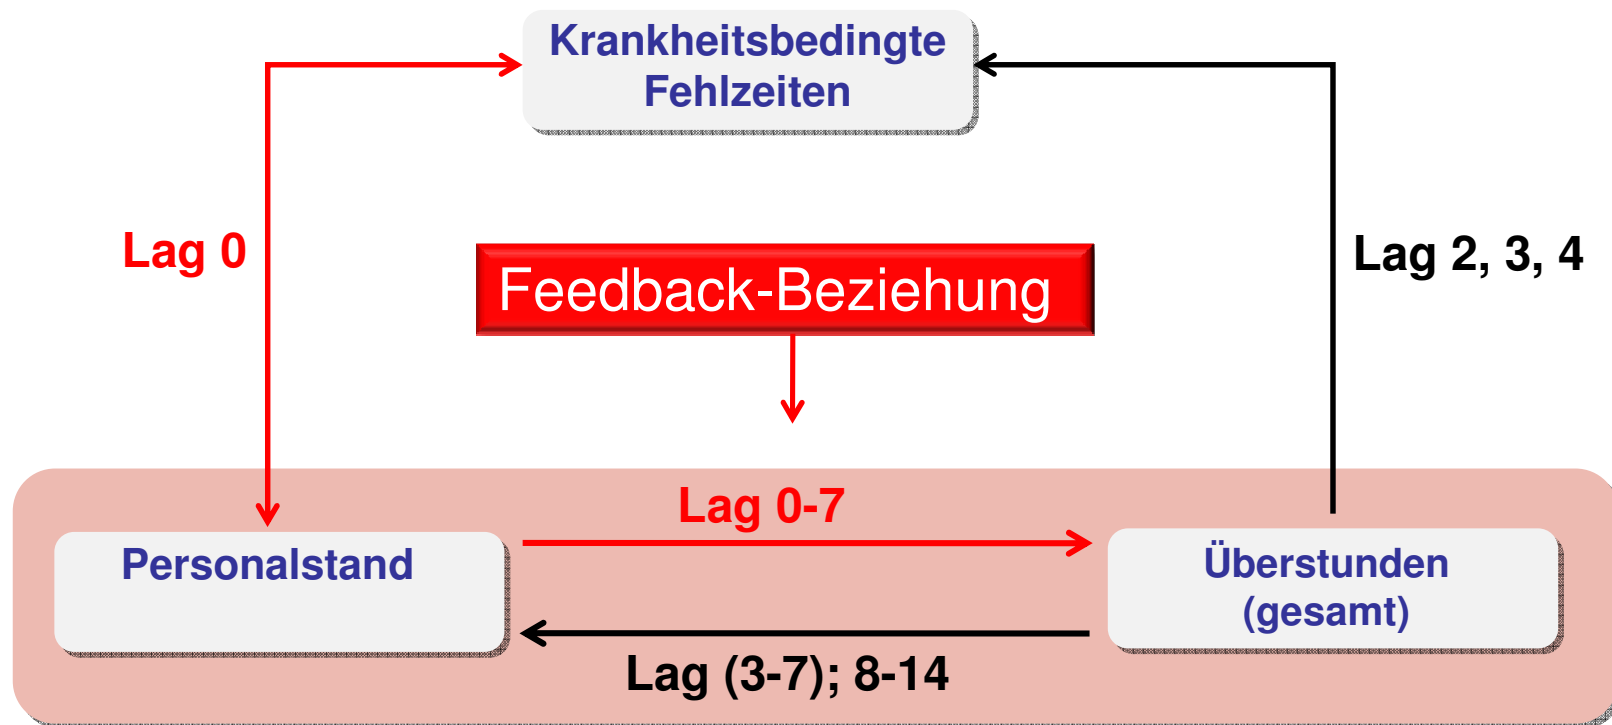 Krankheitsbedingte
Fehlzeiten
Lag 0
Feedback-Beziehung
Lag 2, 3, 4
Lag 0-7
Personalstand
Überstunden
(gesamt)
Lag (3-7); 8-14